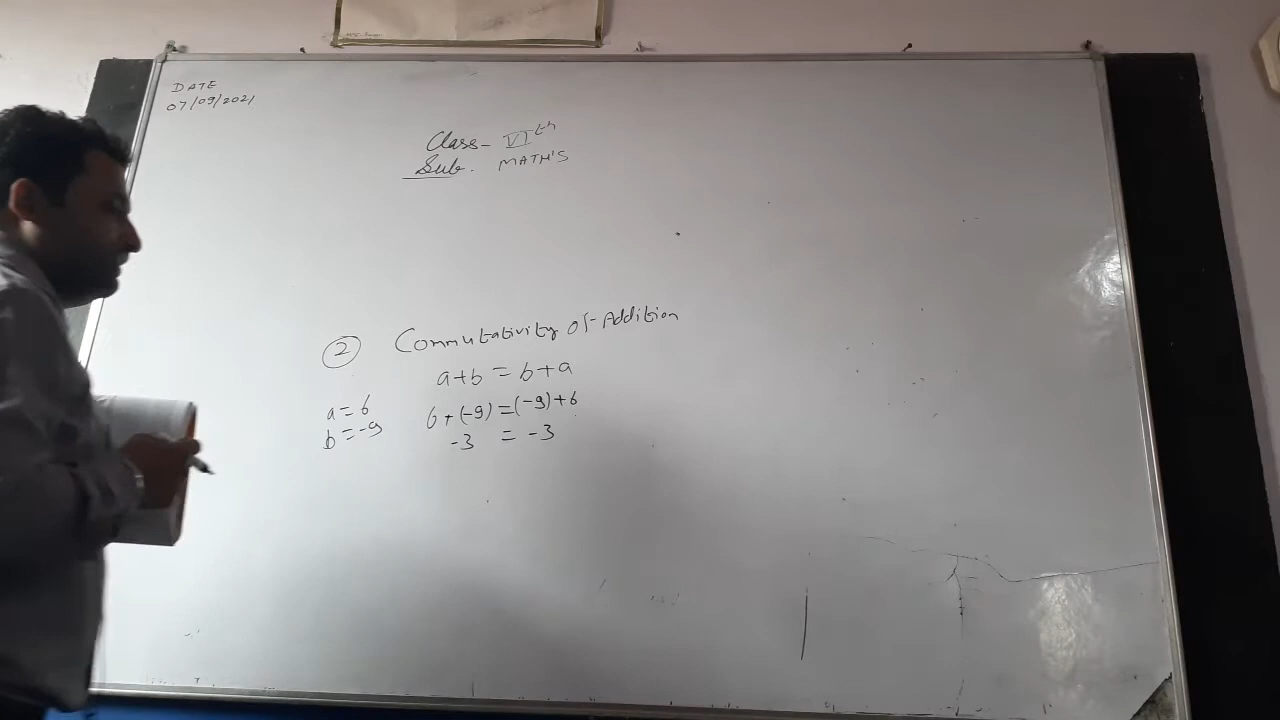 DATE
07/09/2021
Class- VIth
Sub. MATH'S
2 Commutativity of Addition
a+b = b+a
a = 6 6+(-9) = (-9)+6
b = -9 -3 = -3